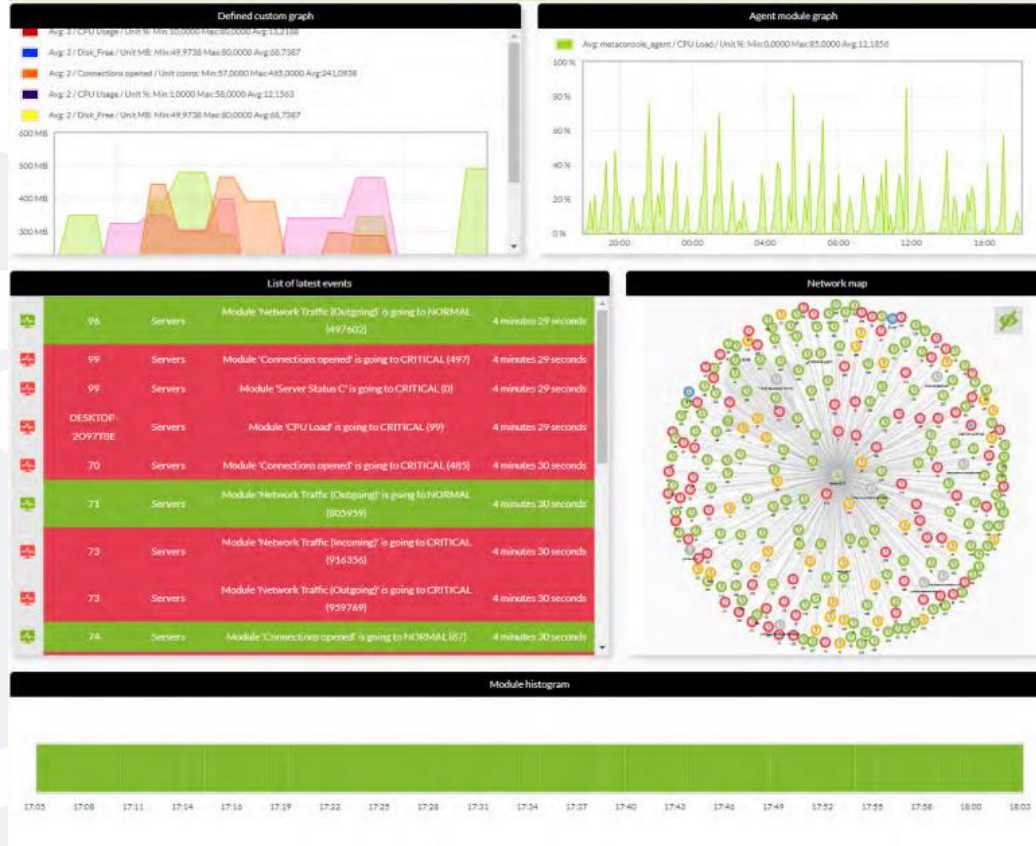 Defined custom graph
Avg: 3 / CPU Usage / Unit %: Min:10,0000 Max:80,0000 Avg:13,2188
Avg: 3 / Disk_Free / Unit MB: Min:49,9738 Max:80,0000 Avg:68,7387
Avg: 2 / Connections opened / Unit conns: Min:57,0000 Max:465,0000 Avg:241,0938
Avg: 2 / CPU Usage / Unit %: Min:1,0000 Max:58,0000 Avg:12,1563
Avg: 2 / Disk_Free / Unit MB: Min:49,9738 Max:80,0000 Avg:68,7387
600 MB
500 MB
400 MB
300 MB
Agent module graph
Avg: metaconsole_agent / CPU Load / Unit %: Min:0,0000 Max:85,0000 Avg:12,1856
100 %
80 %
60 %
40 %
20 %
0 %
20:00 00:00 04:00 08:00 12:00 16:00
List of latest events
96 Servers Module 'Network Traffic (Outgoing)' is going to NORMAL (497602) 4 minutes 29 seconds
99 Servers Module 'Connections opened' is going to CRITICAL (497) 4 minutes 29 seconds
99 Servers Module 'Server Status C' is going to CRITICAL (0) 4 minutes 29 seconds
DESKTOP-2O97T8E Servers Module 'CPU Load' is going to CRITICAL (99) 4 minutes 29 seconds
70 Servers Module 'Connections opened' is going to CRITICAL (485) 4 minutes 30 seconds
71 Servers Module 'Network Traffic (Outgoing)' is going to NORMAL (805959) 4 minutes 30 seconds
73 Servers Module 'Network Traffic (Incoming)' is going to CRITICAL (916356) 4 minutes 30 seconds
73 Servers Module 'Network Traffic (Outgoing)' is going to CRITICAL (959769) 4 minutes 30 seconds
74 Servers Module 'Connections opened' is going to NORMAL (87) 4 minutes 30 seconds
Network map
Module histogram
17:05 17:08 17:11 17:14 17:16 17:19 17:22 17:25 17:28 17:31 17:34 17:37 17:40 17:43 17:46 17:49 17:52 17:55 17:58 18:00 18:03